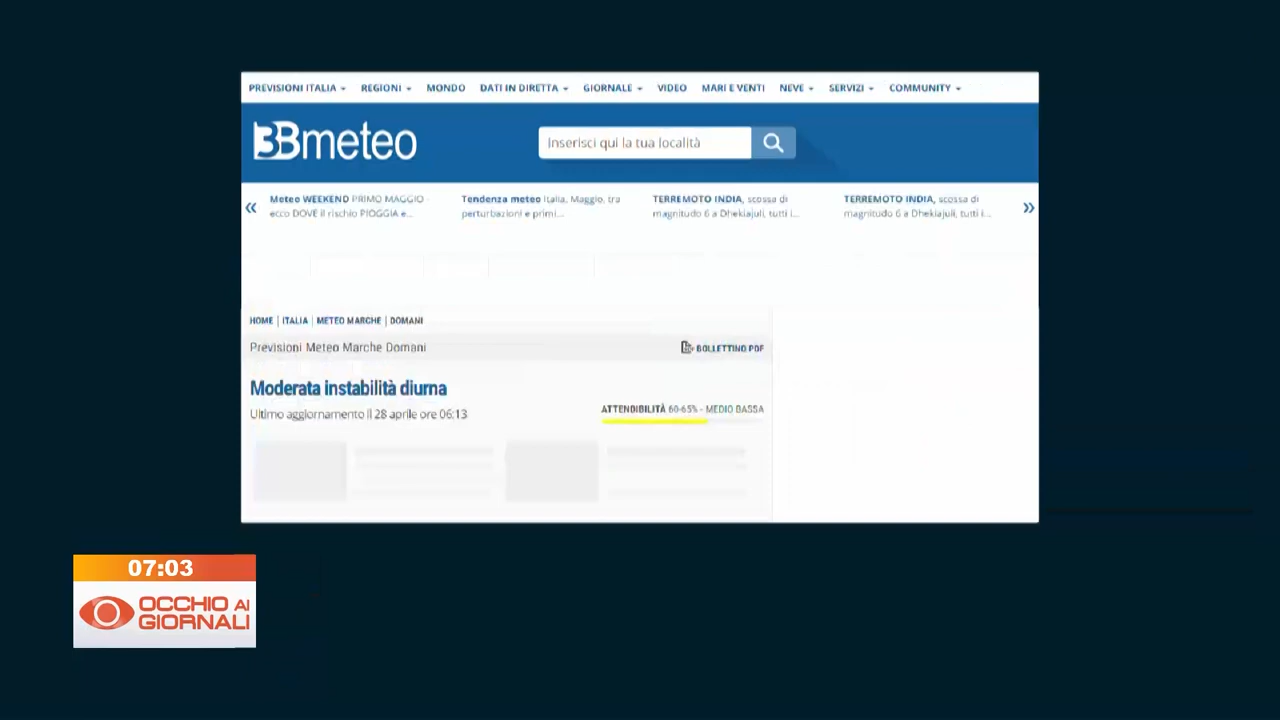 PREVISIONI ITALIA REGIONI MONDO DATI IN DIRETTA GIORNALE VIDEO MARI E VENTI NEVE SERVIZI COMMUNITY
3Bmeteo
Inserisci qui la tua località
« Meteo WEEKEND PRIMO MAGGIO - Tendenza meteo Italia, Maggio, tra TERREMOTO INDIA, scossa di TERREMOTO INDIA, scossa di »
ecco DOVE il rischio PIOGGIA e... perturbazioni e primi... magnitudo 6 a Dhekiajuli, tutti i... magnitudo 6 a Dhekiajuli, tutti i...
HOME | ITALIA | METEO MARCHE | DOMANI
Previsioni Meteo Marche Domani BOLLETTINO PDF
Moderata instabilità diurna
Ultimo aggiornamento il 28 aprile ore 06:13 ATTENDIBILITÀ 60-65% - MEDIO BASSA
07:03
OCCHIO AI
GIORNALI